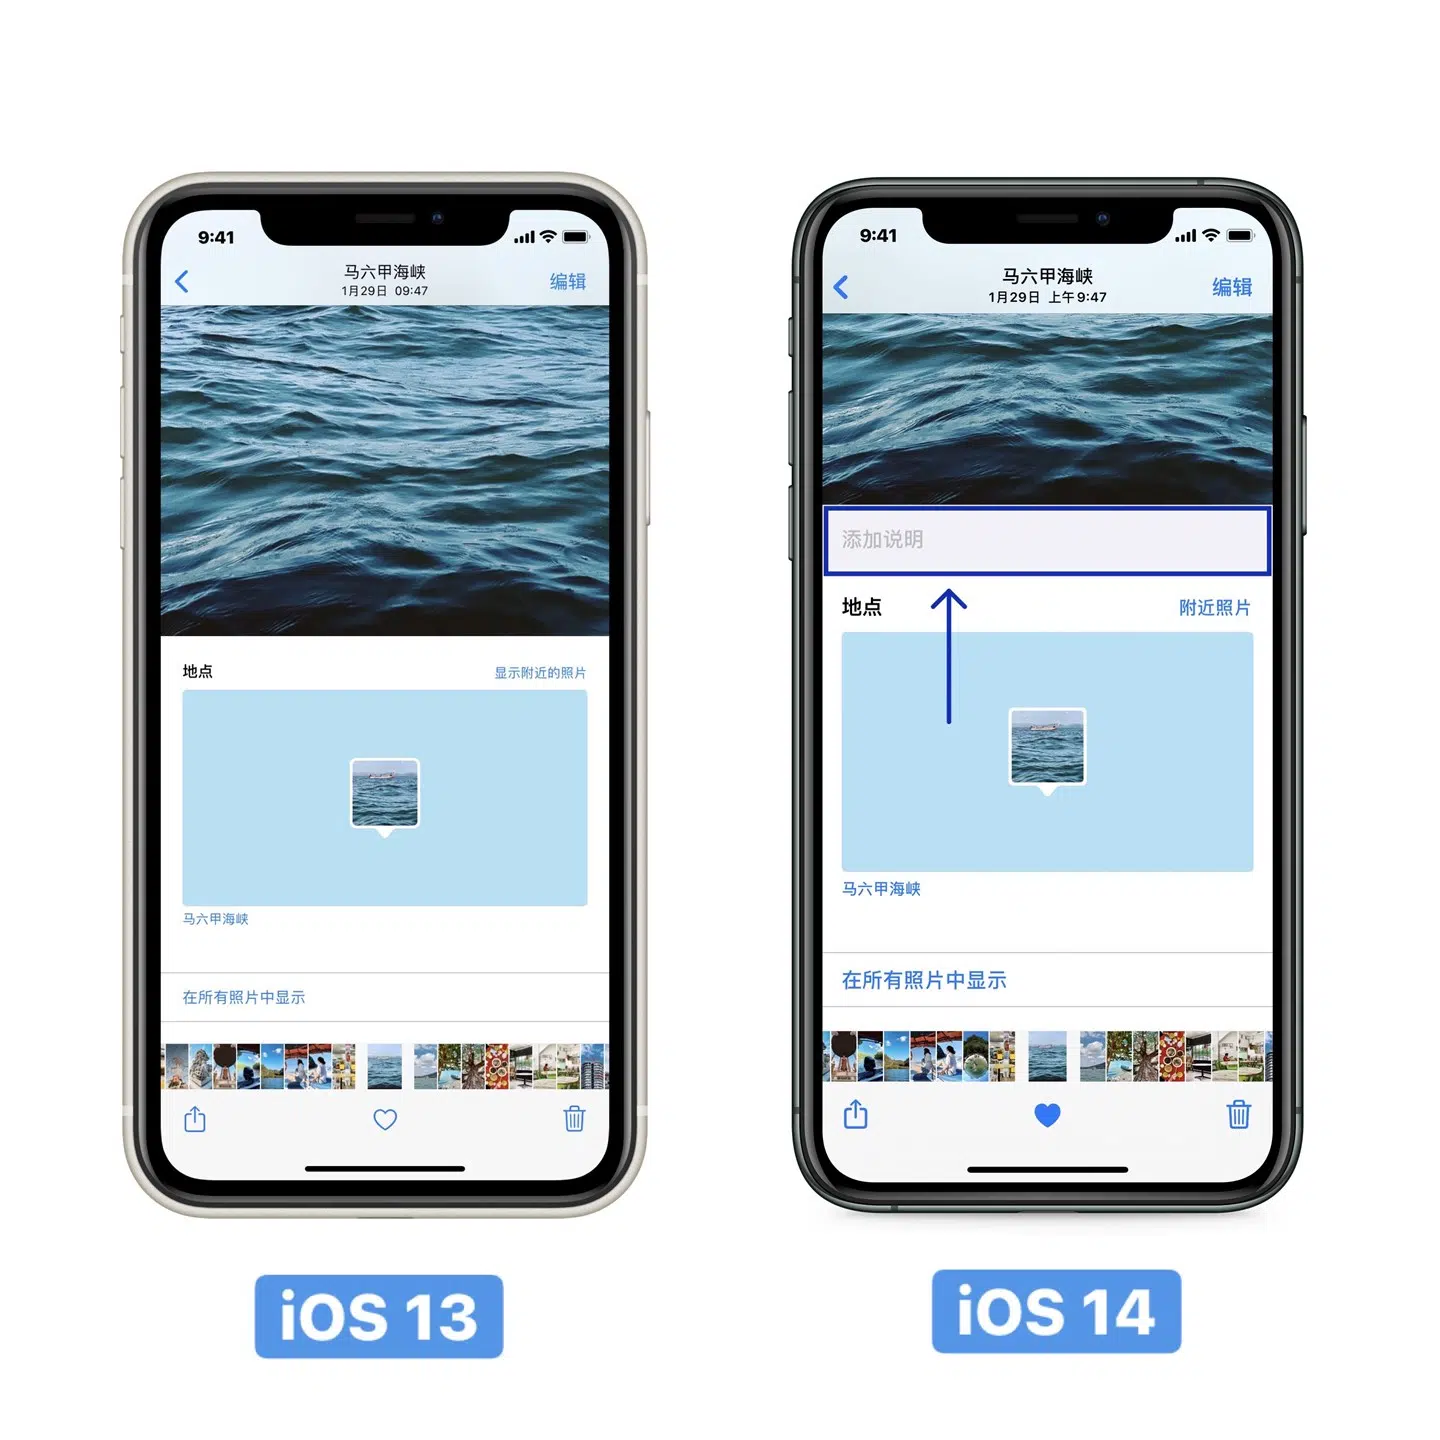 9:41
马六甲海峡
1月29日 09:47
编辑
地点
显示附近的照片
马六甲海峡
在所有照片中显示
iOS 13
9:41
马六甲海峡
1月29日 上午9:47
编辑
添加说明
地点
附近照片
马六甲海峡
在所有照片中显示
iOS 14